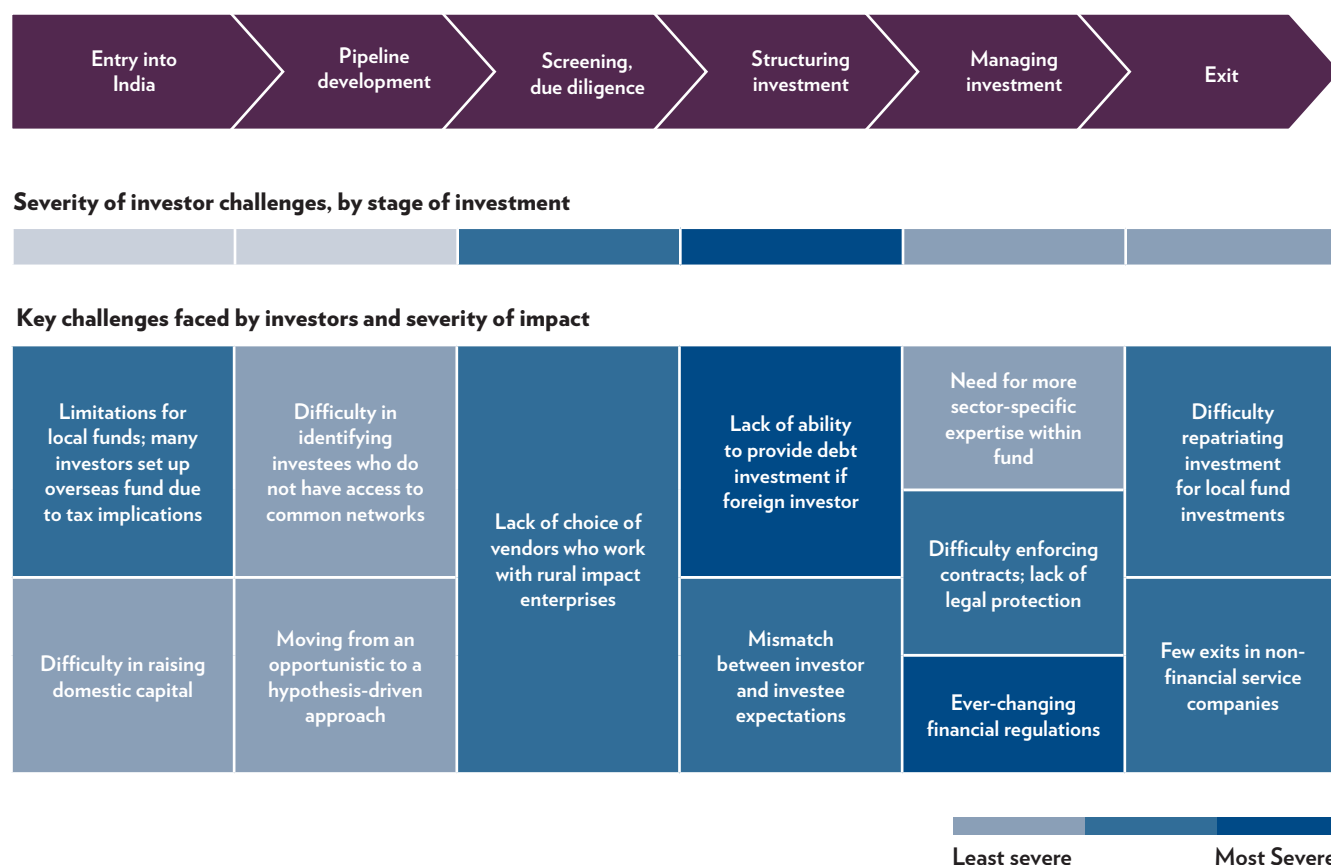 Entry into
India
Pipeline
development
Screening,
due diligence
Structuring
investment
Managing
investment
Exit
Severity of investor challenges, by stage of investment
Key challenges faced by investors and severity of impact
Limitations for
local funds; many
investors set up
overseas fund due
to tax implications
Difficulty in raising
domestic capital
Difficulty in
identifying
investees who do
not have access to
common networks
Moving from an
opportunistic to a
hypothesis-driven
approach
Lack of choice of
vendors who work
with rural impact
enterprises
Lack of ability
to provide debt
investment if
foreign investor
Mismatch
between investor
and investee
expectations
Need for more
sector-specific
expertise within
fund
Difficulty enforcing
contracts; lack of
legal protection
Ever-changing
financial regulations
Difficulty
repatriating
investment
for local fund
investments
Few exits in non-
financial service
companies
Least severe
Most Severe